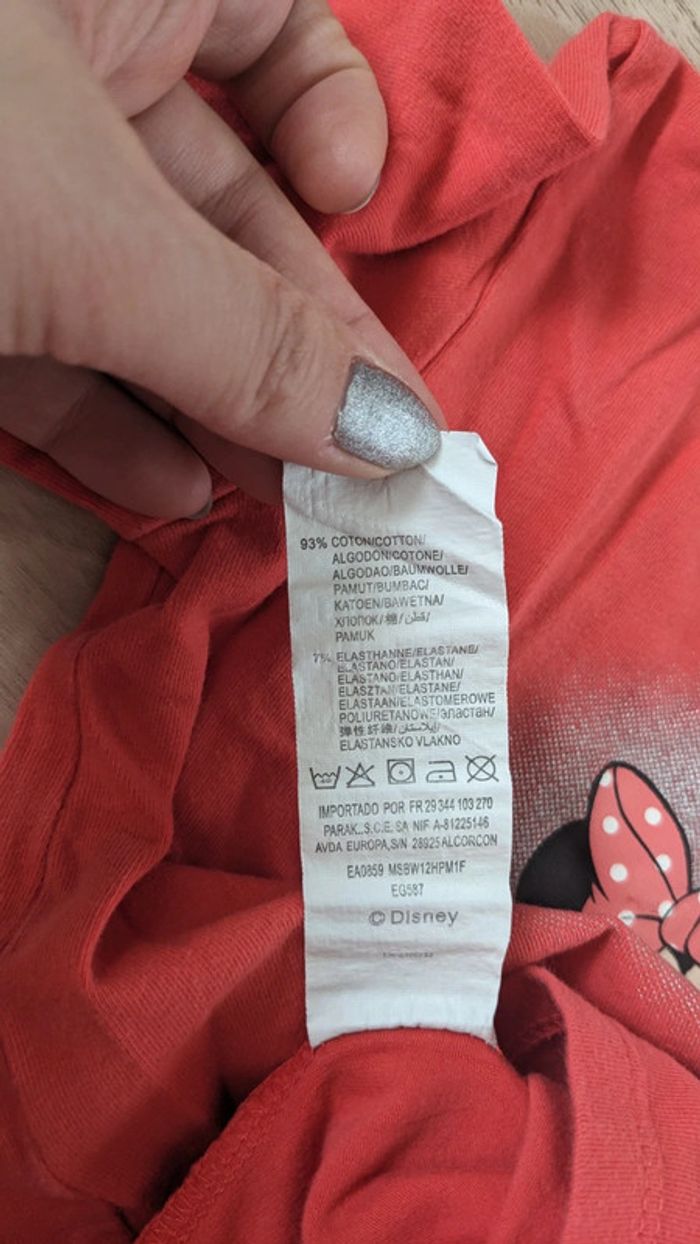 93% COTON/COTTON/
ALGODON/COTONE/
ALGODAO/BAUMWOLLE/
PAMUT/BUMBAC/
KATOEN/BAWEŁNA/
ХЛОПОК/棉/قطن/
PAMUK
7% ELASTHANNE/ELASTANE/
ELASTANO/ELASTAN/
ELASTANO/ELASTHAN/
ELASZTAN/ELASTANE/
ELASTAAN/ELASTOMEROWE
POLIURETANOWE/эластан/
弹性纤维/إيلاستان/
ELASTANSKO VLAKNO
IMPORTADO POR FR 29 344 103 270
PARAK..S.C.E. SA NIF A-81225146
AVDA EUROPA,S/N 28925 ALCORCON
EA0859 MSBW12HPM1F
EG587
©Disney